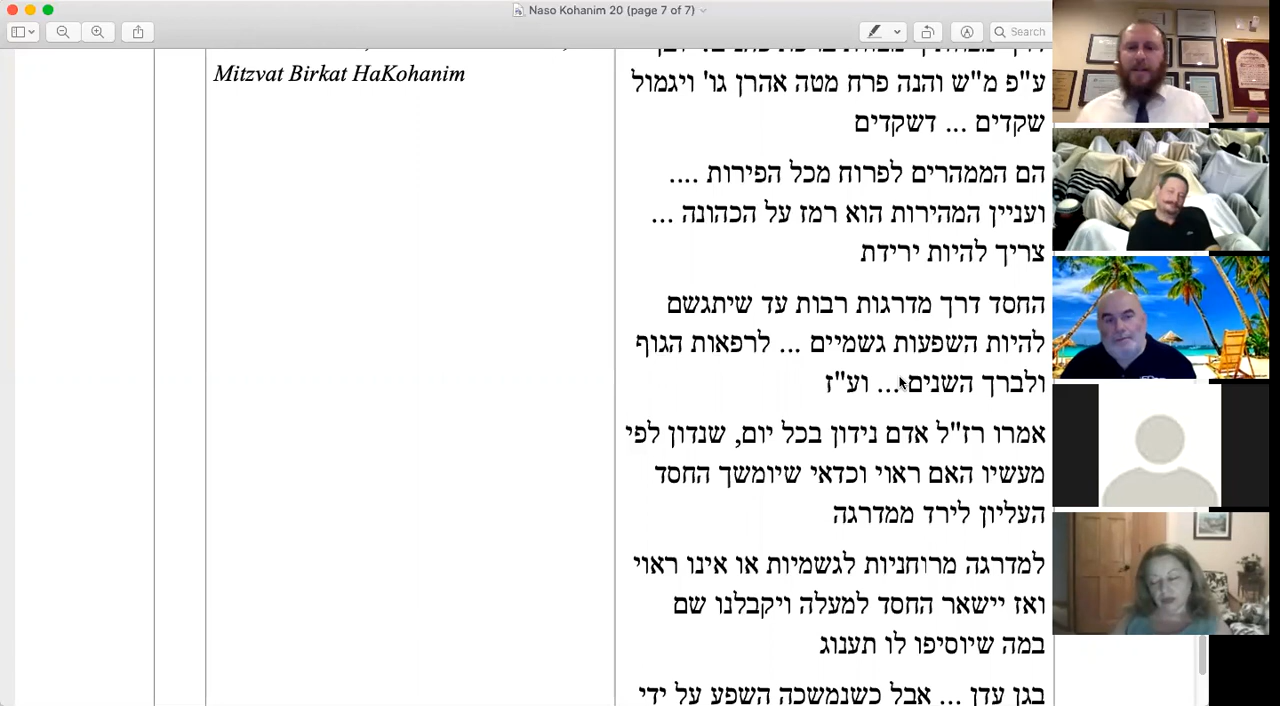 Naso Kohanim 20 (page 7 of 7)
Search
Mitzvat Birkat HaKohanim
ע"פ מ"ש והנה פרח מטה אהרן גו' ויגמול
שקדים ... דשקדים
הם הממהרים לפרוח מכל הפירות ....
ועניין המהירות הוא רמז על הכהונה ...
צריך להיות ירידת
החסד דרך מדרגות רבות עד שיתגשם
להיות השפעות גשמיים ... לרפאות הגוף
ולברך השנים... וע"ז
אמרו רז"ל אדם נידון בכל יום, שנדון לפי
מעשיו האם ראוי וכדאי שיומשך החסד
העליון לירד ממדרגה
למדרגה מרוחניות לגשמיות או אינו ראוי
ואז יישאר החסד למעלה ויקבלנו שם
במה שיוסיפו לו תענוג
בגן עדן ... אבל כשנמשכה השפע על ידי